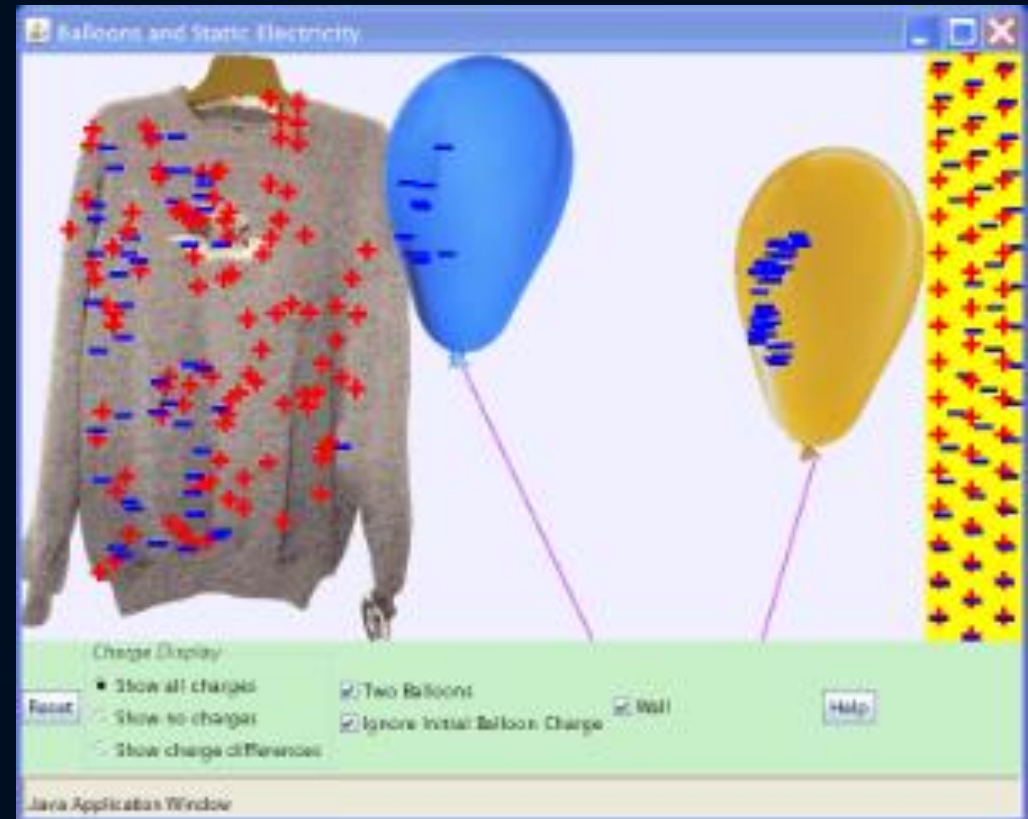 Balloons and Static Electricity
Charge Display
Show all charges
Show no charges
Show charge differences
Reset
Two Balloons
Ignore Initial Balloon Charge
Wall
Help
Java Application Window